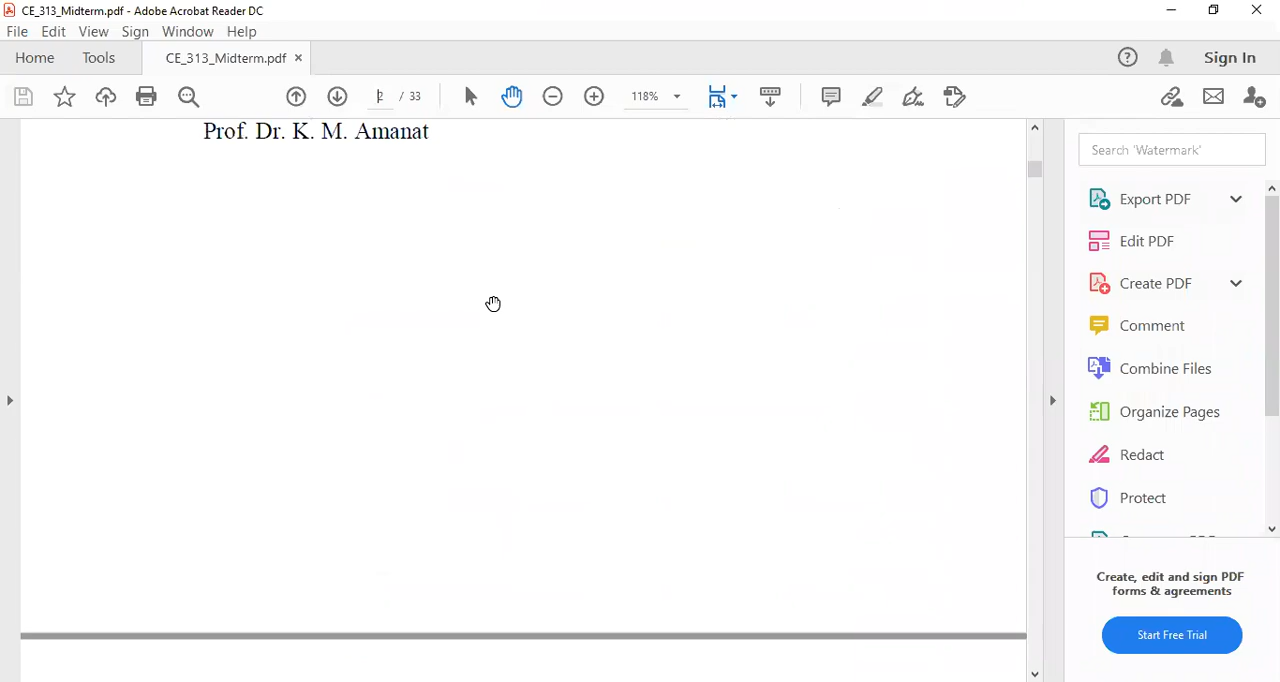 CE_313_Midterm.pdf - Adobe Acrobat Reader DC
File Edit View Sign Window Help
Home Tools CE_313_Midterm.pdf × Sign In
2 / 33 118%
Prof. Dr. K. M. Amanat
Search 'Watermark'
Export PDF
Edit PDF
Create PDF
Comment
Combine Files
Organize Pages
Redact
Protect
Create, edit and sign PDF
forms & agreements
Start Free Trial